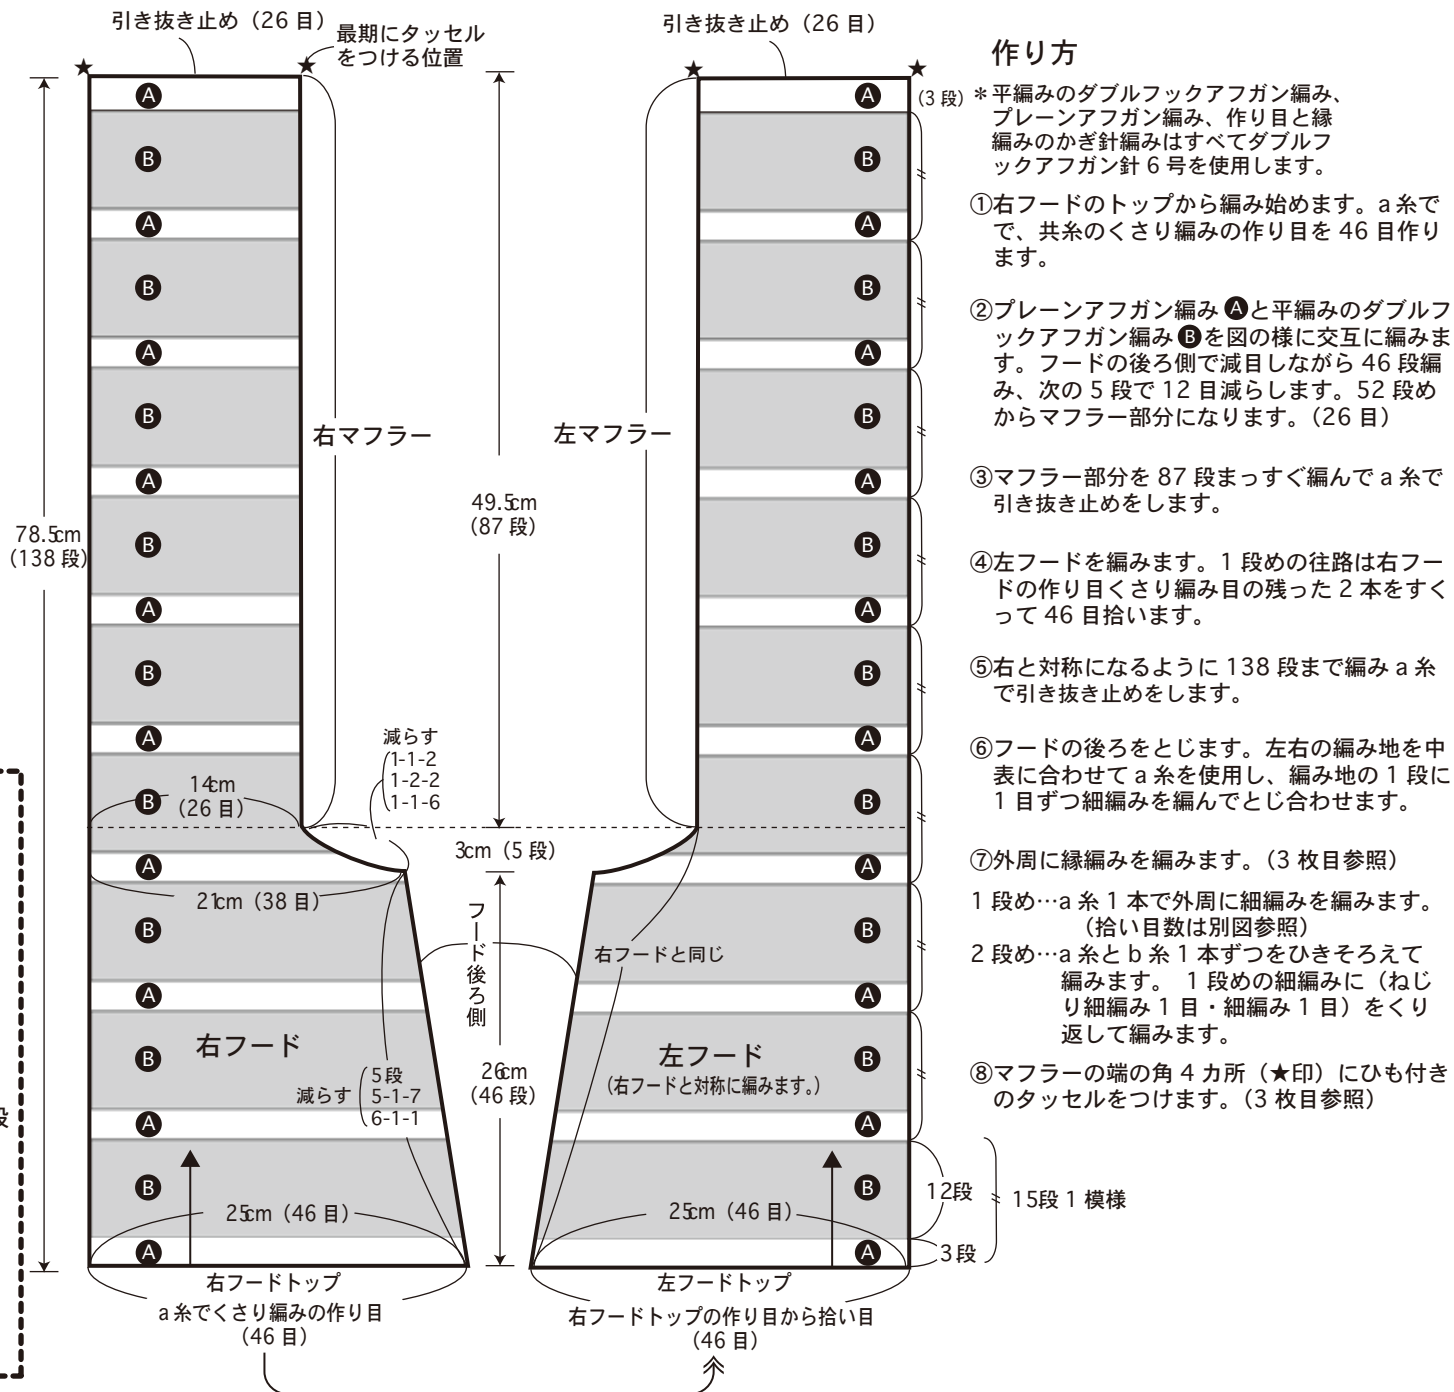 引き抜き止め（26 目）
最期にタッセル
をつける位置
★
★
A
B
A
B
A
B
A
B
A
B
A
B
A
B
A
B
A
B
A
右マフラー
78.5cm
（138 段）
49.5cm
（87 段）
減らす
1-1-2
1-2-2
1-1-6
14cm
（26 目）
3cm（5 段）
21cm（38 目）
フード後ろ側
右フード
減らす
5段
5-1-7
6-1-1
26cm
（46 段）
25cm（46 目）
右フードトップ
a 糸でくさり編みの作り目
（46 目）
段
引き抜き止め（26 目）
★
★
A
（3 段）
B
A
B
A
B
A
B
A
B
A
B
A
B
A
B
A
B
A
左マフラー
右フードと同じ
左フード
（右フードと対称に編みます。）
25cm（46 目）
12段
3段
15段 1 模様
左フードトップ
右フードトップの作り目から拾い目
（46 目）
作り方
＊平編みのダブルフックアフガン編み、
プレーンアフガン編み、作り目と縁
編みのかぎ針編みはすべてダブルフ
ックアフガン針 6 号を使用します。
①右フードのトップから編み始めます。a 糸で
で、共糸のくさり編みの作り目を 46 目作り
ます。
②プレーンアフガン編み Aと平編みのダブルフ
ックアフガン編み Bを図の様に交互に編みま
す。フードの後ろ側で減目しながら 46 段編
み、次の 5 段で 12 目減らします。52 段め
からマフラー部分になります。（26 目）
③マフラー部分を 87 段まっすぐ編んで a 糸で
引き抜き止めをします。
④左フードを編みます。1 段めの往路は右フー
ドの作り目くさり編み目の残った 2 本をすく
って 46 目拾います。
⑤右と対称になるように 138 段まで編み a 糸
で引き抜き止めをします。
⑥フードの後ろをとじます。左右の編み地を中
表に合わせて a 糸を使用し、編み地の 1 段に
1 目ずつ細編みを編んでとじ合わせます。
⑦外周に縁編みを編みます。（3 枚目参照）
1 段め…a 糸 1 本で外周に細編みを編みます。
（拾い目数は別図参照）
2 段め…a 糸と b 糸 1 本ずつをひきそろえて
編みます。 1 段めの細編みに（ねじ
り細編み 1 目・細編み 1 目）をくり
返して編みます。
⑧マフラーの端の角 4 カ所（★印）にひも付き
のタッセルをつけます。（3 枚目参照）